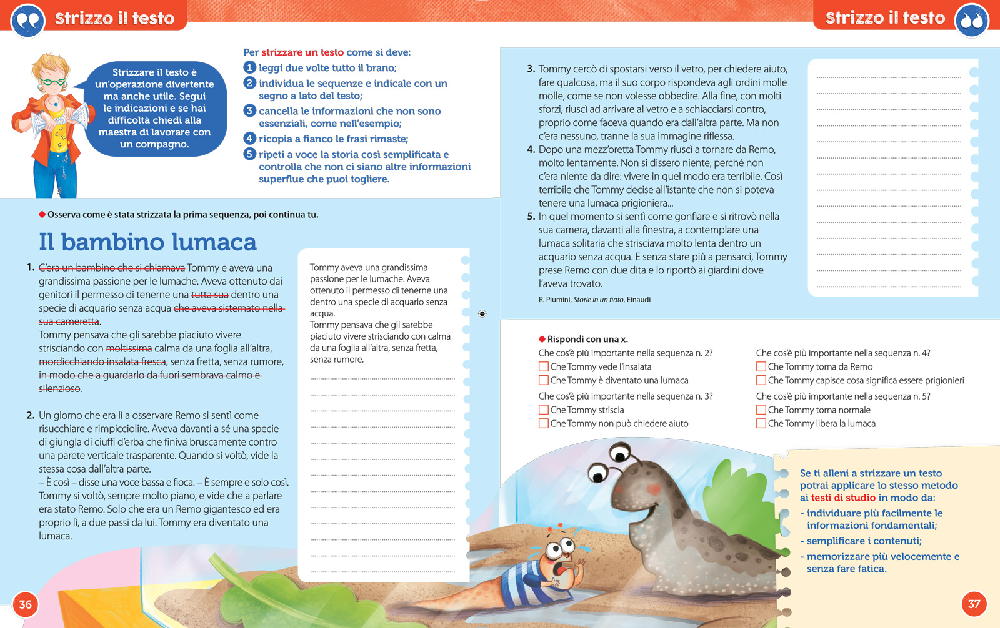 Strizzo il testo
Strizzare il testo è
un'operazione divertente
ma anche utile. Segui
le indicazioni e se hai
difficoltà chiedi alla
maestra di lavorare con
un compagno.
Per strizzare un testo come si deve:
1 leggi due volte tutto il brano;
2 individua le sequenze e indicale con un
segno a lato del testo;
3 cancella le informazioni che non sono
essenziali, come nell'esempio;
4 ricopia a fianco le frasi rimaste;
5 ripeti a voce la storia così semplificata e
controlla che non ci siano altre informazioni
superflue che puoi togliere.
Osserva come è stata strizzata la prima sequenza, poi continua tu.
Il bambino lumaca
1. C'era un bambino che si chiamava Tommy e aveva una
grandissima passione per le lumache. Aveva ottenuto dai
genitori il permesso di tenerne una tutta sua dentro una
specie di acquario senza acqua che aveva sistemato nella
sua cameretta.
Tommy pensava che gli sarebbe piaciuto vivere
strisciando con moltissima calma da una foglia all'altra,
mordicchiando insalata fresca, senza fretta, senza rumore,
in modo che a guardarlo da fuori sembrava calmo e
silenzioso.
2. Un giorno che era lì a osservare Remo si sentì come
risucchiare e rimpicciolire. Aveva davanti a sé una specie
di giungla di ciuffi d'erba che finiva bruscamente contro
una parete verticale trasparente. Quando si voltò, vide la
stessa cosa dall'altra parte.
– È così – disse una voce bassa e fioca. – È sempre e solo così.
Tommy si voltò, sempre molto piano, e vide che a parlare
era stato Remo. Solo che era un Remo gigantesco ed era
proprio lì, a due passi da lui. Tommy era diventato una
lumaca.
Tommy aveva una grandissima
passione per le lumache. Aveva
ottenuto il permesso di tenerne una
dentro una specie di acquario senza
acqua.
Tommy pensava che gli sarebbe
piaciuto vivere strisciando con calma
da una foglia all'altra, senza fretta,
senza rumore.
36
Strizzo il testo
3. Tommy cercò di spostarsi verso il vetro, per chiedere aiuto,
fare qualcosa, ma il suo corpo rispondeva agli ordini molle
molle, come se non volesse obbedire. Alla fine, con molti
sforzi, riuscì ad arrivare al vetro e a schiacciarsi contro,
proprio come faceva quando era dall'altra parte. Ma non
c'era nessuno, tranne la sua immagine riflessa.
4. Dopo una mezz'oretta Tommy riuscì a tornare da Remo,
molto lentamente. Non si dissero niente, perché non
c'era niente da dire: vivere in quel modo era terribile. Così
terribile che Tommy decise all'istante che non si poteva
tenere una lumaca prigioniera...
5. In quel momento si sentì come gonfiare e si ritrovò nella
sua camera, davanti alla finestra, a contemplare una
lumaca solitaria che strisciava molto lenta dentro un
acquario senza acqua. E senza stare più a pensarci, Tommy
prese Remo con due dita e lo riportò ai giardini dove
l'aveva trovato.
R. Piumini, Storie in un fiato, Einaudi
Rispondi con una x.
Che cos'è più importante nella sequenza n. 2?
Che Tommy vede l'insalata
Che Tommy è diventato una lumaca
Che cos'è più importante nella sequenza n. 3?
Che Tommy striscia
Che Tommy non può chiedere aiuto
Che cos'è più importante nella sequenza n. 4?
Che Tommy torna da Remo
Che Tommy capisce cosa significa essere prigionieri
Che cos'è più importante nella sequenza n. 5?
Che Tommy torna normale
Che Tommy libera la lumaca
Se ti alleni a strizzare un testo
potrai applicare lo stesso metodo
ai testi di studio in modo da:
- individuare più facilmente le
informazioni fondamentali;
- semplificare i contenuti;
- memorizzare più velocemente e
senza fare fatica.
37